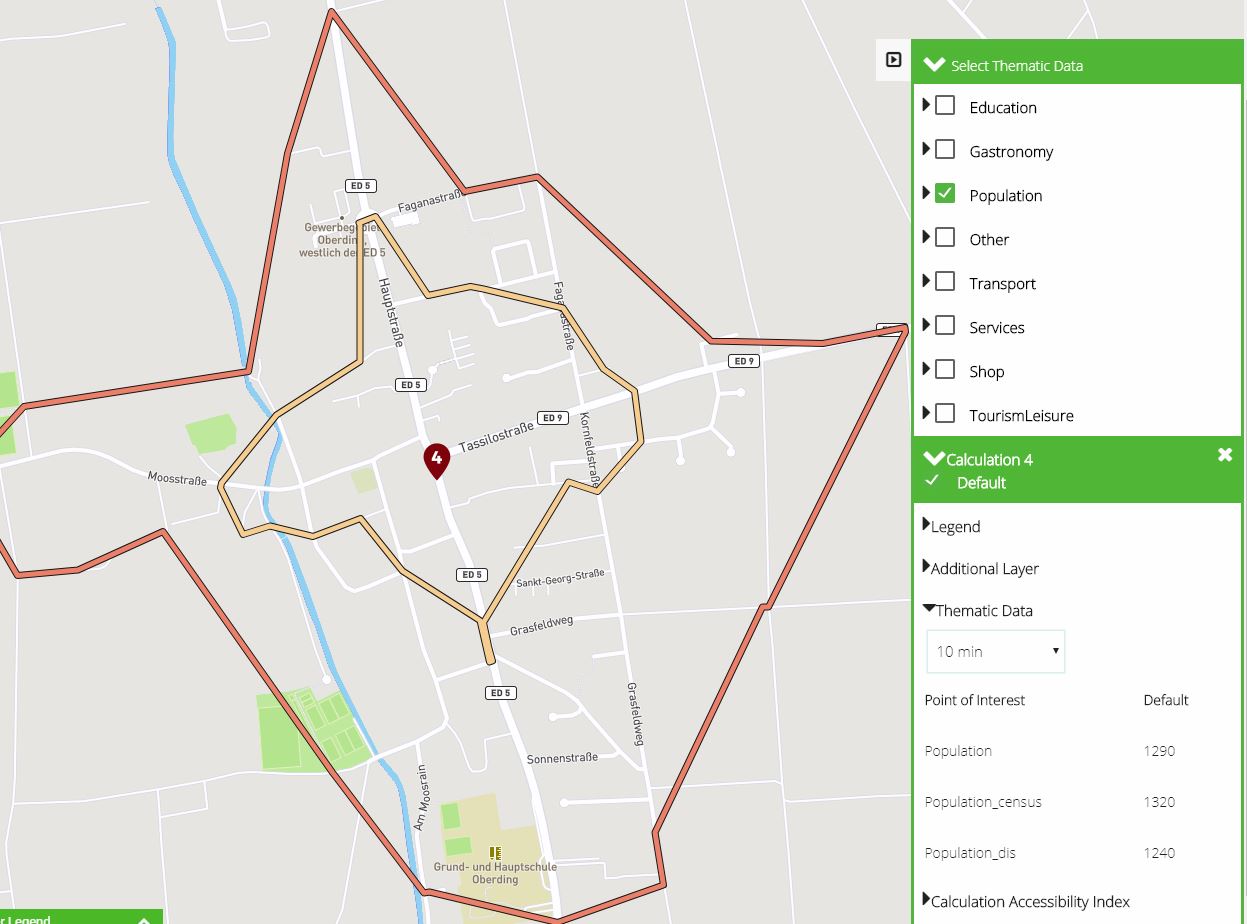 ED 5
Faganastraß
Gewerbegebiet
Oberding,
westlich der ED 5
Hauptstraße
Faganastraße
ED 9
ED 5
ED 9
Tassilostraße
Kornfeldstraße
4
Moosstraße
ED 5
Sankt-Georg-Straße
Grasfeldweg
ED 5
Grasfeldweg
Sonnenstraße
Am Moosrain
Grund- und Hauptschule
Oberding
r Legend
Select Thematic Data
Education
Gastronomy
Population
Other
Transport
Services
Shop
TourismLeisure
Calculation 4
Default
Legend
Additional Layer
Thematic Data
10 min
Point of Interest Default
Population 1290
Population_census 1320
Population_dis 1240
Calculation Accessibility Index